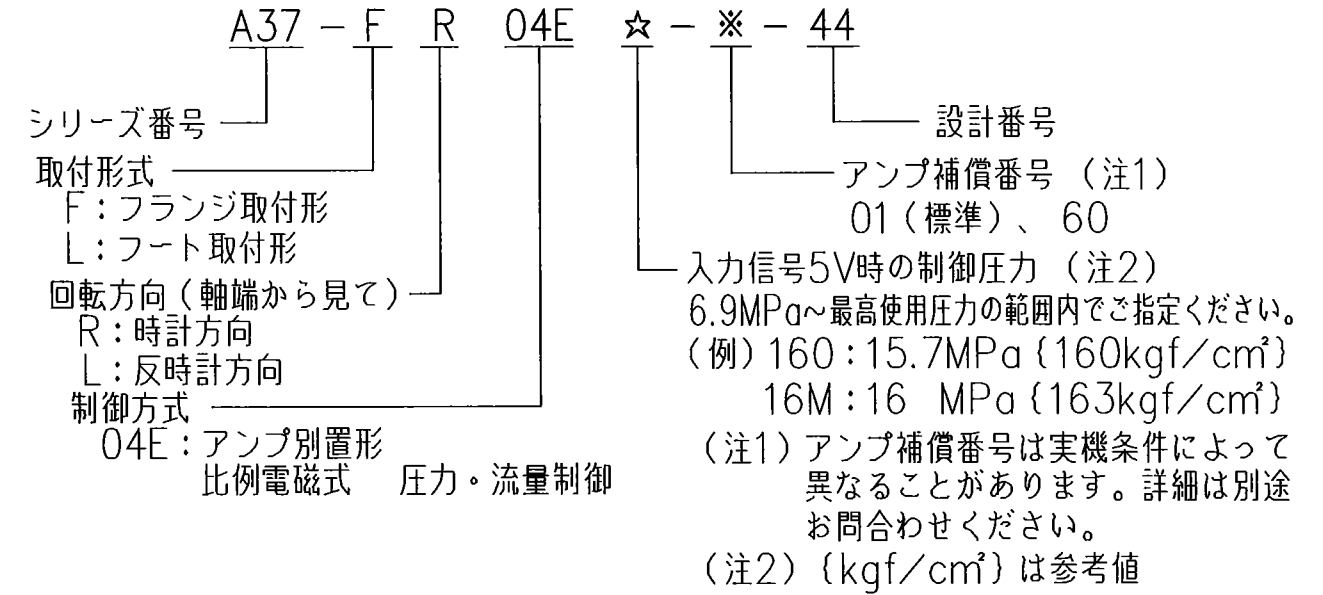 A37-F R 04E ☆-※-44
シリーズ番号
取付形式
F：フランジ取付形
L：フート取付形
回転方向（軸端から見て）
R：時計方向
L：反時計方向
制御方式
04E：アンプ別置形
比例電磁式 圧力・流量制御
設計番号
アンプ補償番号 （注1）
01（標準）、60
入力信号5V時の制御圧力 （注2）
6.9MPa～最高使用圧力の範囲内でご指定ください。
（例）160：15.7MPa｛160kgf／cm²｝
16M：16 MPa｛163kgf／cm²｝
（注1）アンプ補償番号は実機条件によって
異なることがあります。詳細は別途
お問合わせください。
（注2）｛kgf／cm²｝は参考値